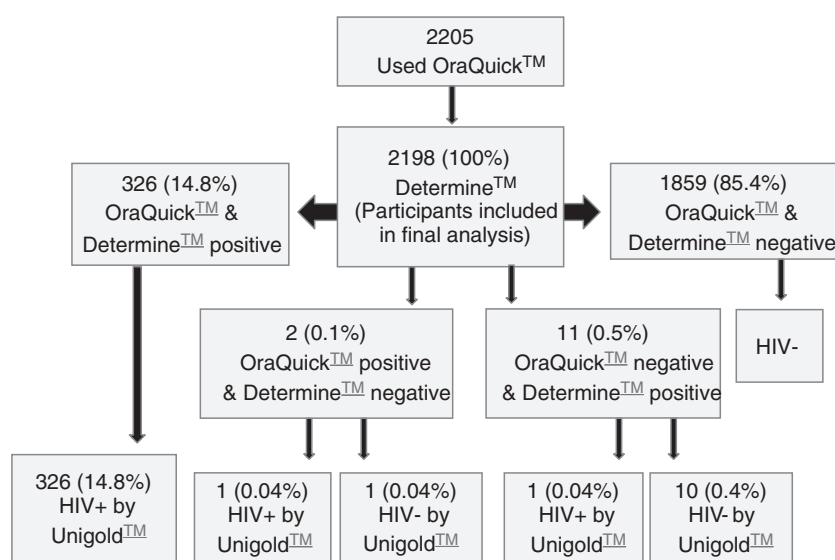 2205
Used OraQuick™
2198 (100%)
Determine™
(Participants included
in final analysis)
326 (14.8%)
OraQuick™ &
Determine™ positive
1859 (85.4%)
OraQuick™ &
Determine™ negative
2 (0.1%)
OraQuick™ positive
& Determine™ negative
11 (0.5%)
OraQuick™ negative
& Determine™ positive
HIV-
326 (14.8%)
HIV+ by
Unigold™
1 (0.04%)
HIV+ by
Unigold™
1 (0.04%)
HIV- by
Unigold™
1 (0.04%)
HIV+ by
Unigold™
10 (0.4%)
HIV- by
Unigold™